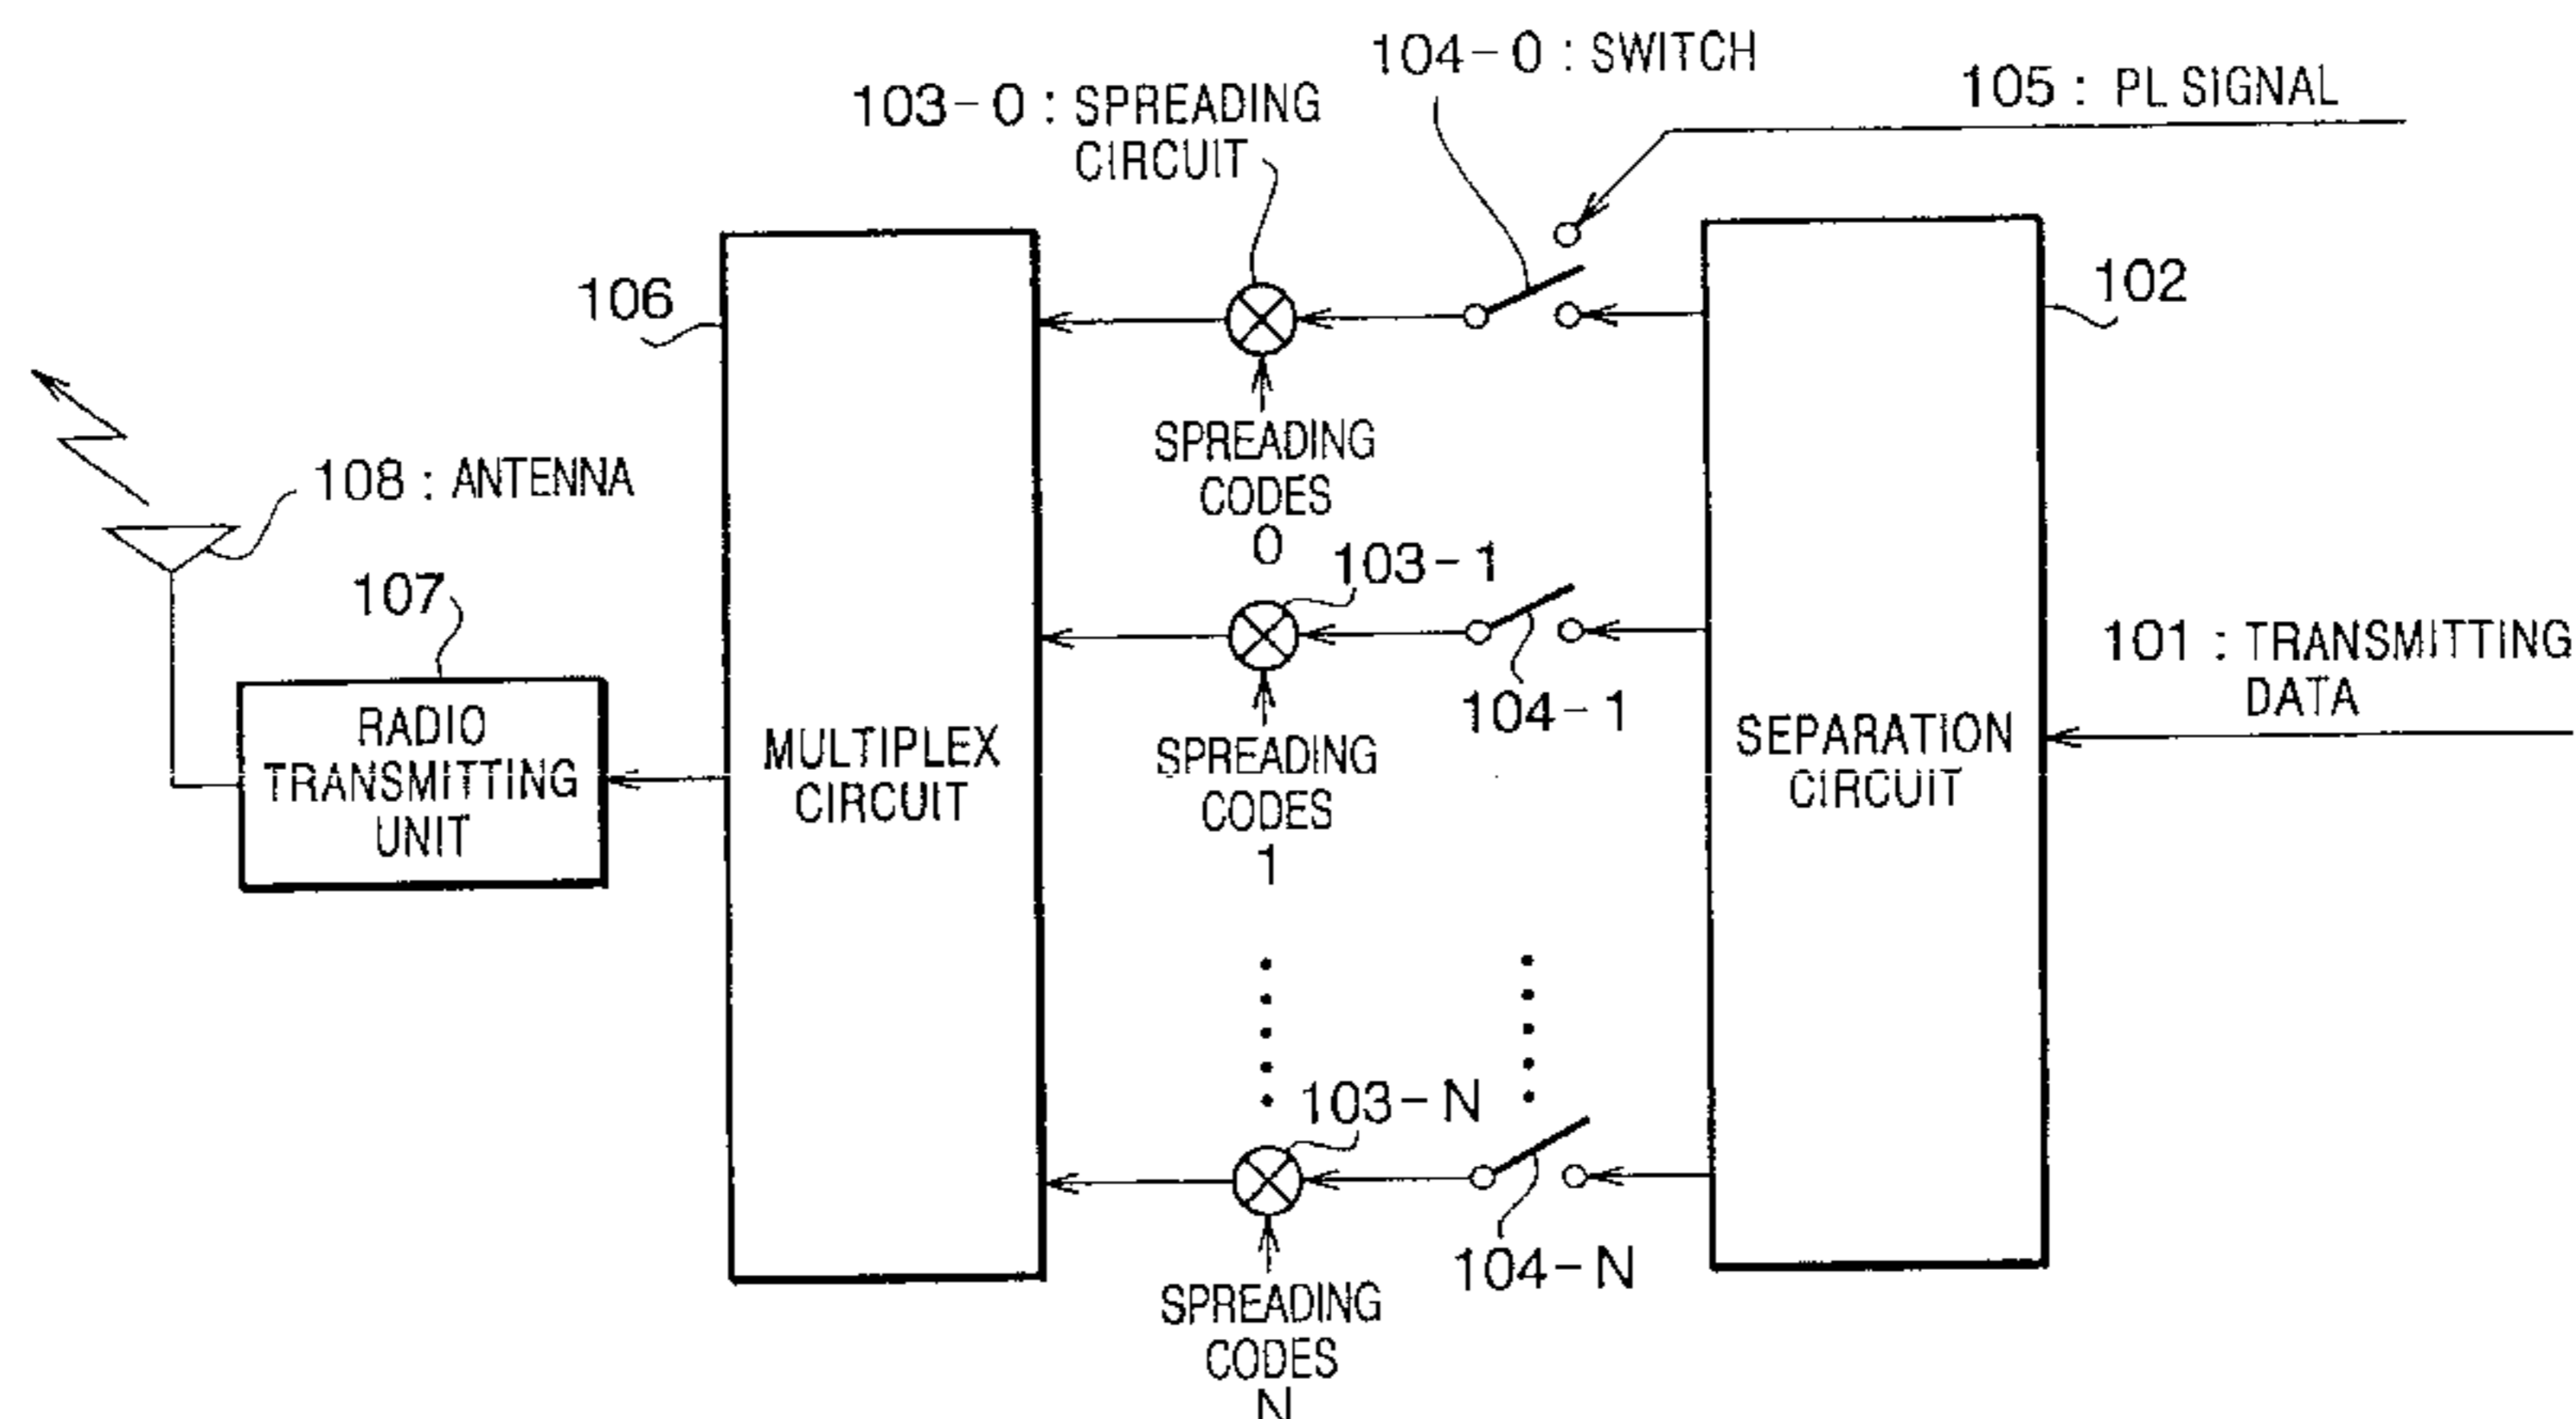 104-0 : SWITCH
105 : PL SIGNAL
103-0 : SPREADING
CIRCUIT
106
102
SPREADING
CODES
0
108 : ANTENNA
103-1
107
104-1
101 : TRANSMITTING
DATA
RADIO
TRANSMITTING
UNIT
MULTIPLEX
CIRCUIT
SPREADING
CODES
1
SEPARATION
CIRCUIT
103-N
104-N
SPREADING
CODES
N